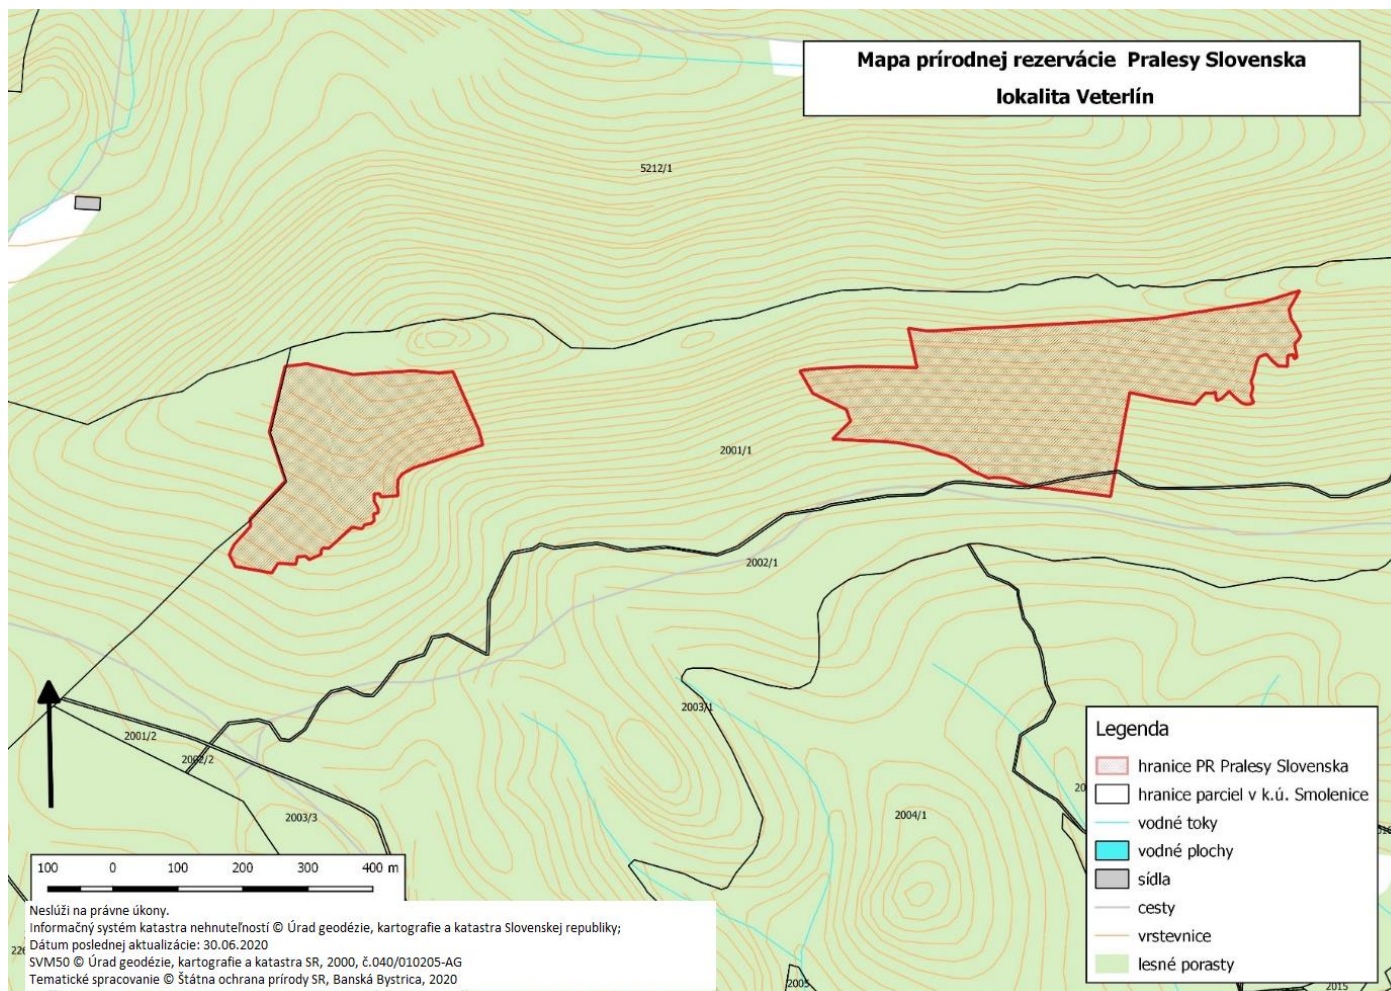 Mapa prírodnej rezervácie Pralesy Slovenska
lokalita Veterlín
5212/1
2001/1
2002/1
2003/1
2001/2
2002/2
2003/3
2004/1
Legenda
hranice PR Pralesy Slovenska
hranice parciel v k.ú. Smolenice
vodné toky
vodné plochy
sídla
cesty
vrstevnice
lesné porasty
100 0 100 200 300 400 m
Neslúži na právne úkony.
Informačný systém katastra nehnuteľností © Úrad geodézie, kartografie a katastra Slovenskej republiky;
Dátum poslednej aktualizácie: 30.06.2020
SVM50 © Úrad geodézie, kartografie a katastra SR, 2000, č.040/010205-AG
Tematické spracovanie © Štátna ochrana prírody SR, Banská Bystrica, 2020
2005
2015